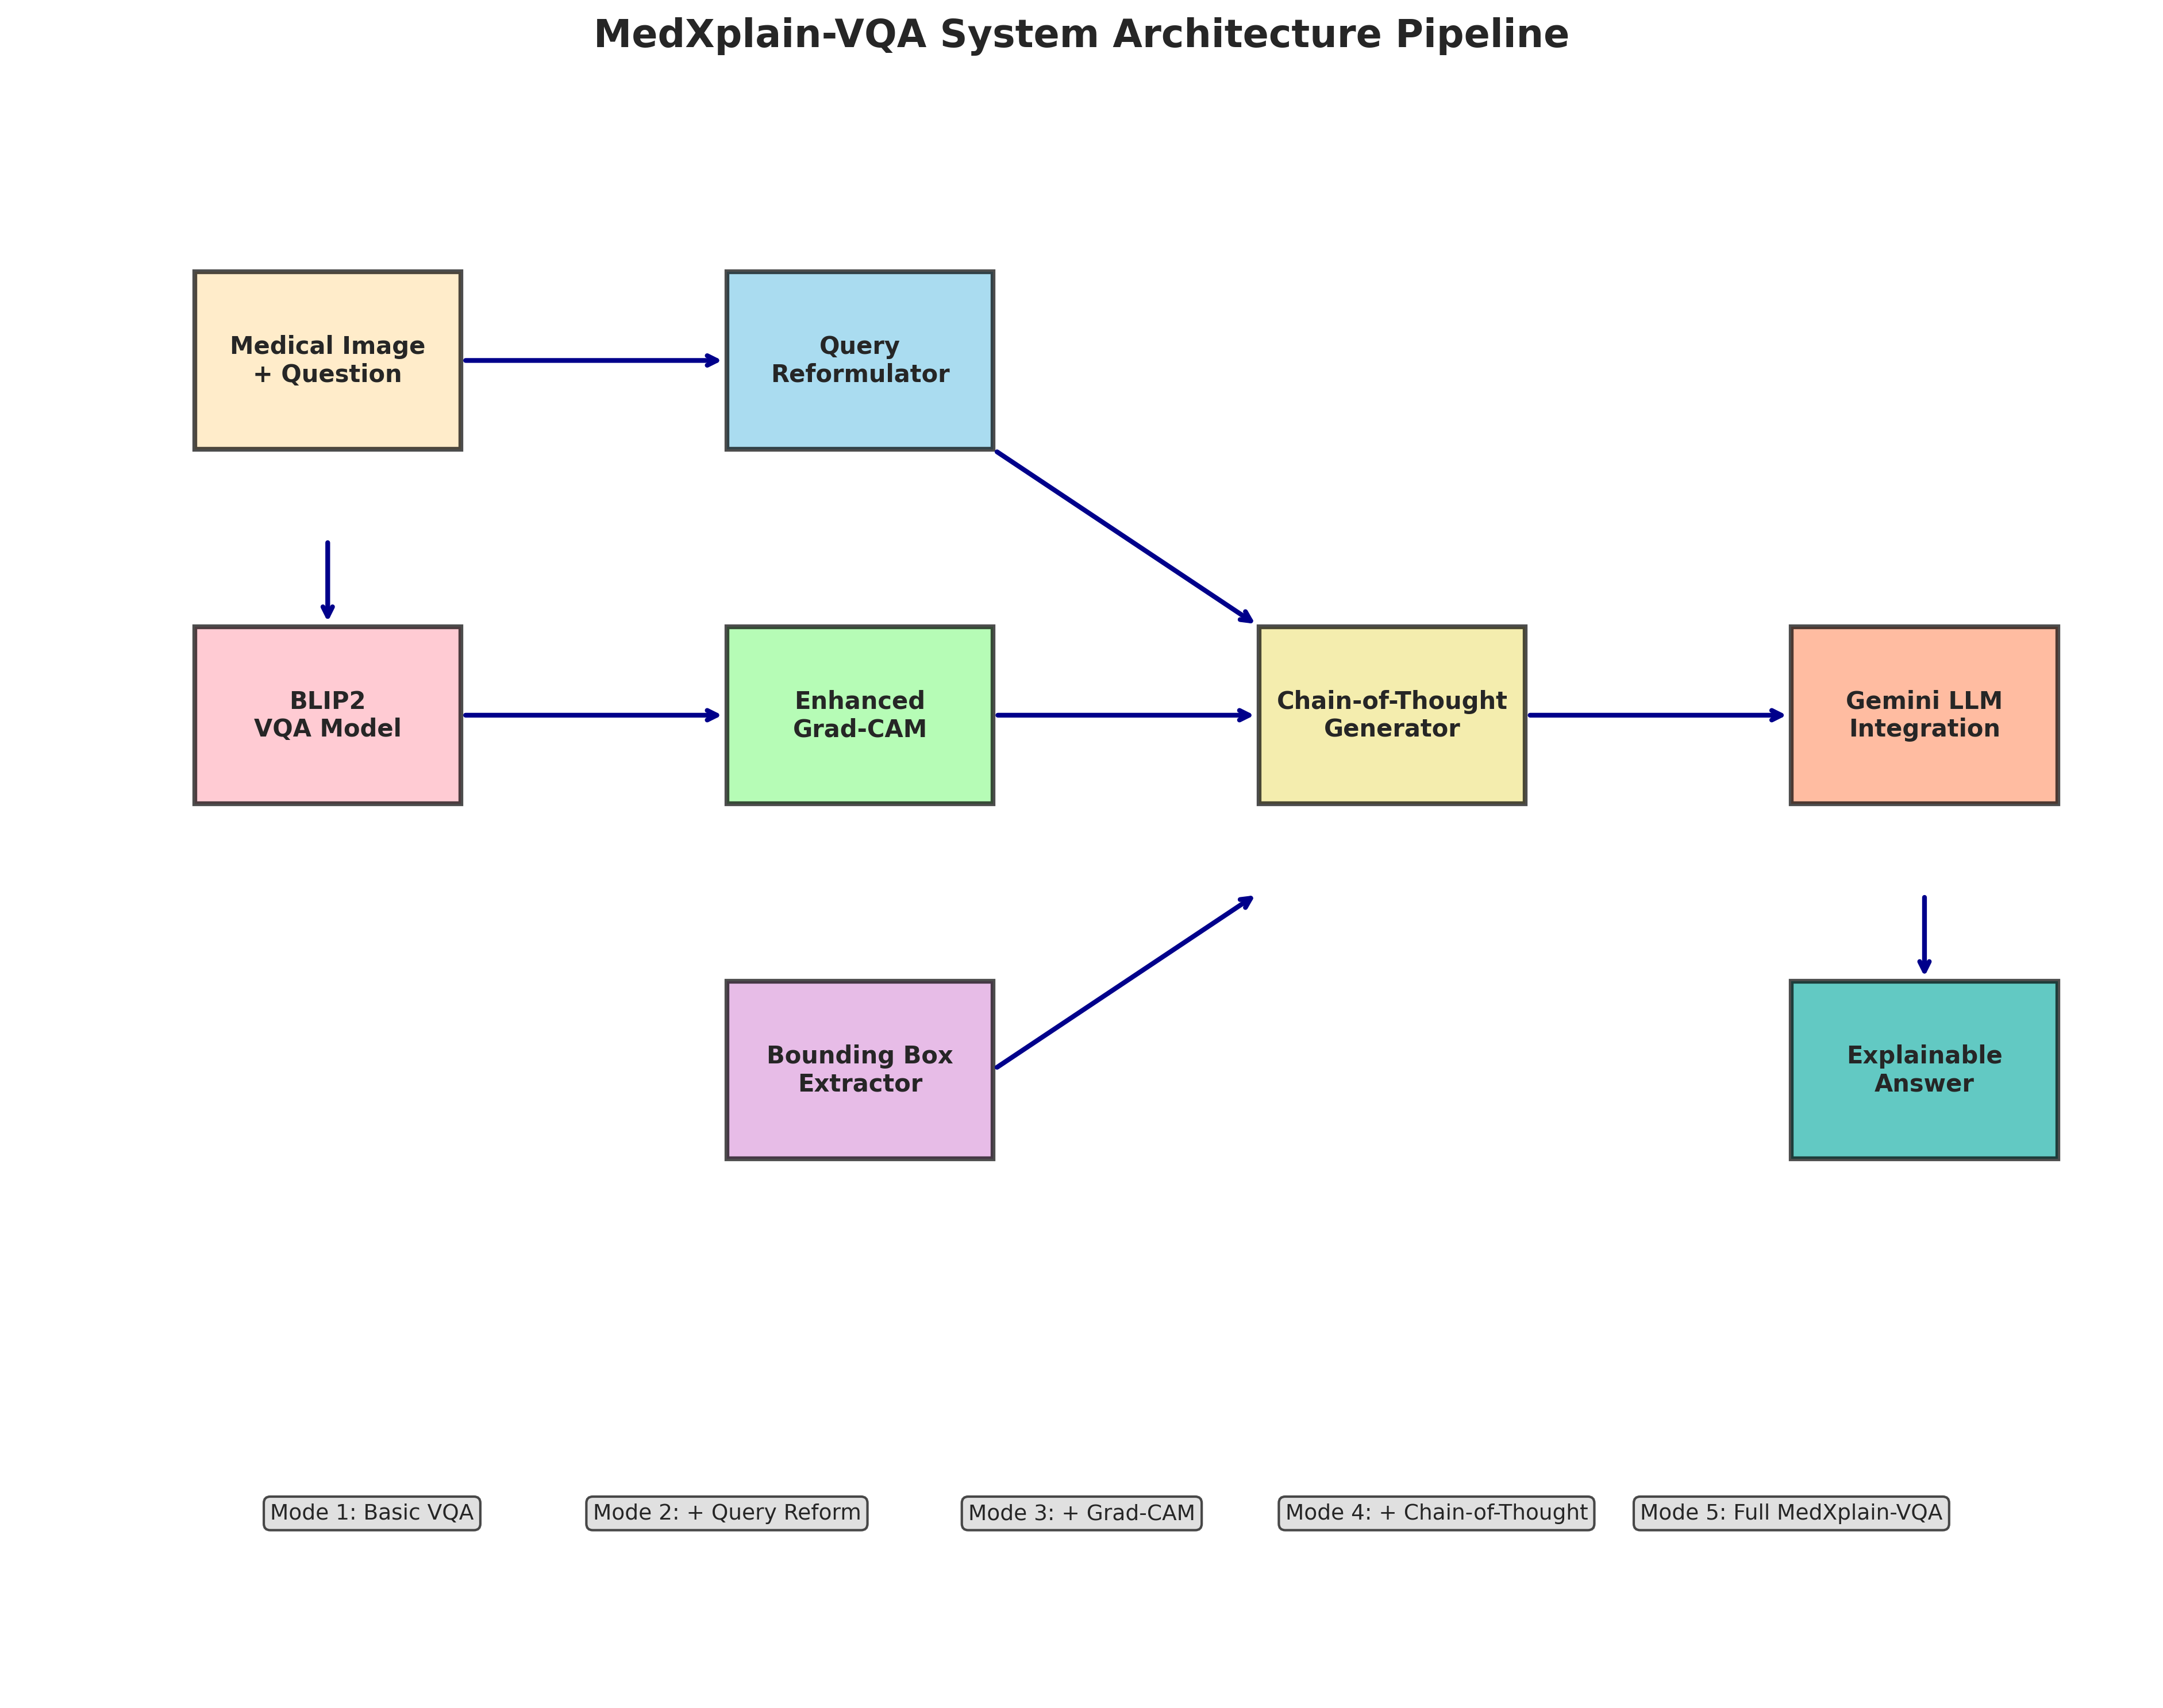 MedXplain-VQA System Architecture Pipeline
Medical Image
+ Question
Query
Reformulator
BLIP2
VQA Model
Enhanced
Grad-CAM
Chain-of-Thought
Generator
Gemini LLM
Integration
Bounding Box
Extractor
Explainable
Answer
Mode 1: Basic VQA
Mode 2: + Query Reform
Mode 3: + Grad-CAM
Mode 4: + Chain-of-Thought
Mode 5: Full MedXplain-VQA